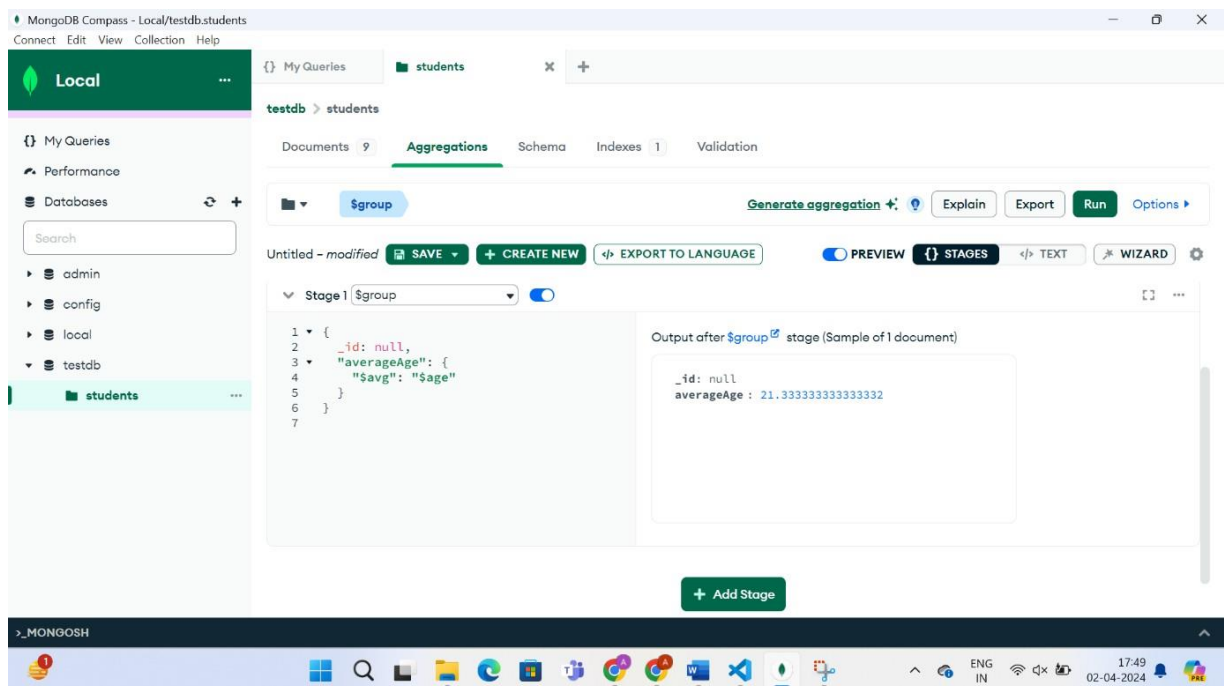 MongoDB Compass - Local/testdb.students
Connect Edit View Collection Help
Local
{} My Queries
students
testdb > students
{} My Queries
Performance
Databases
Search
admin
config
local
testdb
students
Documents 9 Aggregations Schema Indexes 1 Validation
$group
Generate aggregation
Explain
Export
Run
Options
Untitled – modified
SAVE
+ CREATE NEW
</> EXPORT TO LANGUAGE
PREVIEW
{} STAGES
</> TEXT
WIZARD
Stage 1 $group
1 {
2 _id: null,
3 "averageAge": {
4 "$avg": "$age"
5 }
6 }
7
Output after $group stage (Sample of 1 document)
_id: null
averageAge : 21.333333333333332
+ Add Stage
>_MONGOSH
1
ENG
IN
17:49
02-04-2024
PRE